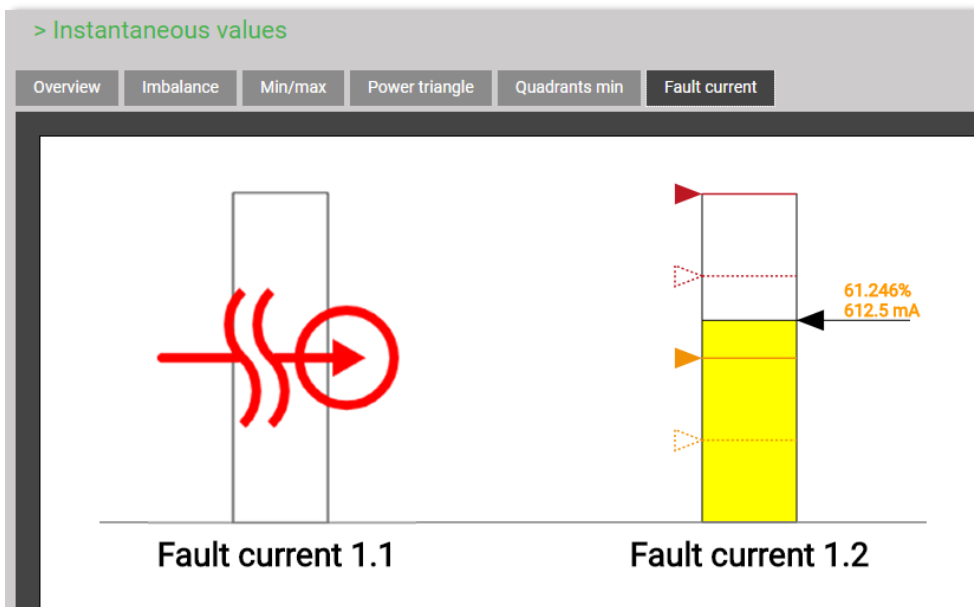 > Instantaneous values
Overview Imbalance Min/max Power triangle Quadrants min Fault current
61.246%
612.5 mA
Fault current 1.1 Fault current 1.2